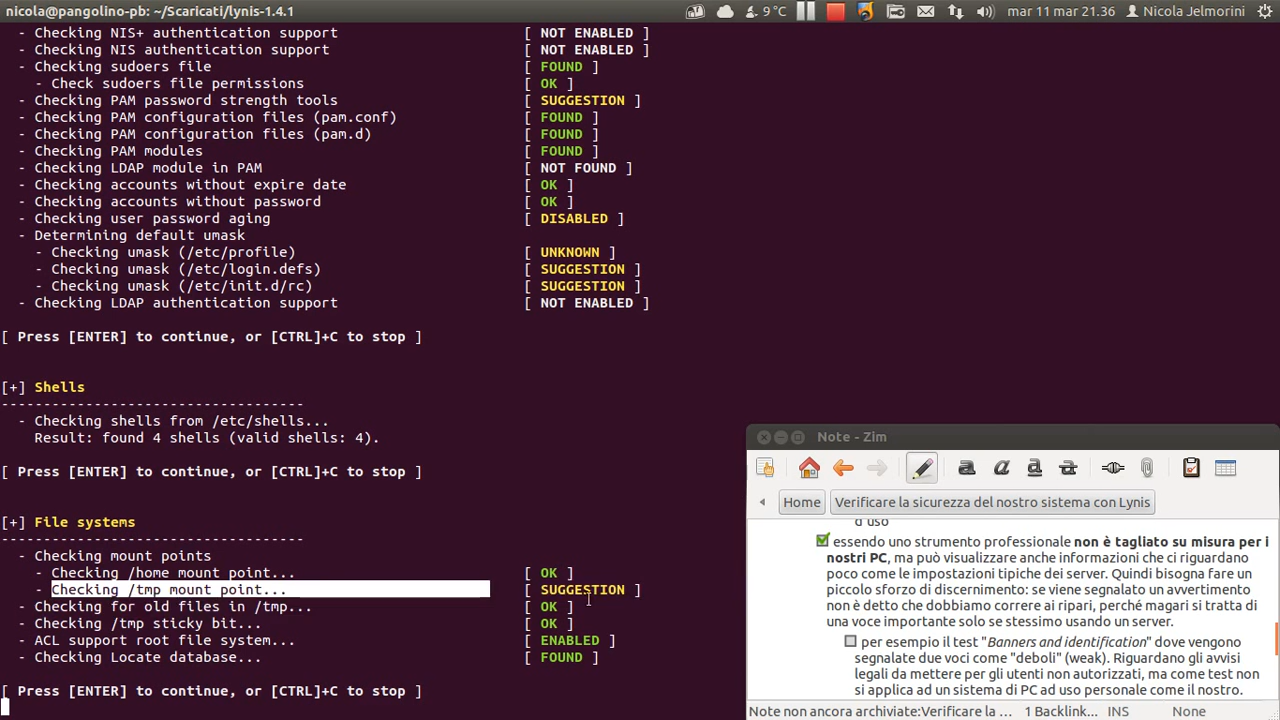 nicola@pangolino-pb: ~/Scaricati/lynis-1.4.1
9 °C
mar 11 mar 21.36
Nicola Jelmorini
- Checking NIS+ authentication support [ NOT ENABLED ]
- Checking NIS authentication support [ NOT ENABLED ]
- Checking sudoers file [ FOUND ]
- Check sudoers file permissions [ OK ]
- Checking PAM password strength tools [ SUGGESTION ]
- Checking PAM configuration files (pam.conf) [ FOUND ]
- Checking PAM configuration files (pam.d) [ FOUND ]
- Checking PAM modules [ FOUND ]
- Checking LDAP module in PAM [ NOT FOUND ]
- Checking accounts without expire date [ OK ]
- Checking accounts without password [ OK ]
- Checking user password aging [ DISABLED ]
- Determining default umask
- Checking umask (/etc/profile) [ UNKNOWN ]
- Checking umask (/etc/login.defs) [ SUGGESTION ]
- Checking umask (/etc/init.d/rc) [ SUGGESTION ]
- Checking LDAP authentication support [ NOT ENABLED ]
[ Press [ENTER] to continue, or [CTRL]+C to stop ]
[+] Shells
------------------------------------
- Checking shells from /etc/shells...
Result: found 4 shells (valid shells: 4).
[ Press [ENTER] to continue, or [CTRL]+C to stop ]
[+] File systems
------------------------------------
- Checking mount points
- Checking /home mount point... [ OK ]
- Checking /tmp mount point... [ SUGGESTION ]
- Checking for old files in /tmp... [ OK ]
- Checking /tmp sticky bit... [ OK ]
- ACL support root file system... [ ENABLED ]
- Checking Locate database... [ FOUND ]
[ Press [ENTER] to continue, or [CTRL]+C to stop ]
Note - Zim
Home
Verificare la sicurezza del nostro sistema con Lynis
d'uso
essendo uno strumento professionale non è tagliato su misura per i
nostri PC, ma può visualizzare anche informazioni che ci riguardano
poco come le impostazioni tipiche dei server. Quindi bisogna fare un
piccolo sforzo di discernimento: se viene segnalato un avvertimento
non è detto che dobbiamo correre ai ripari, perché magari si tratta di
una voce importante solo se stessimo usando un server.
per esempio il test "Banners and identification" dove vengono
segnalate due voci come "deboli" (weak). Riguardano gli avvisi
legali da mettere per gli utenti non autorizzati, ma come test non
si applica ad un sistema di PC ad uso personale come il nostro.
Note non ancora archiviate:Verificare la ...
1 Backlink...
INS
None